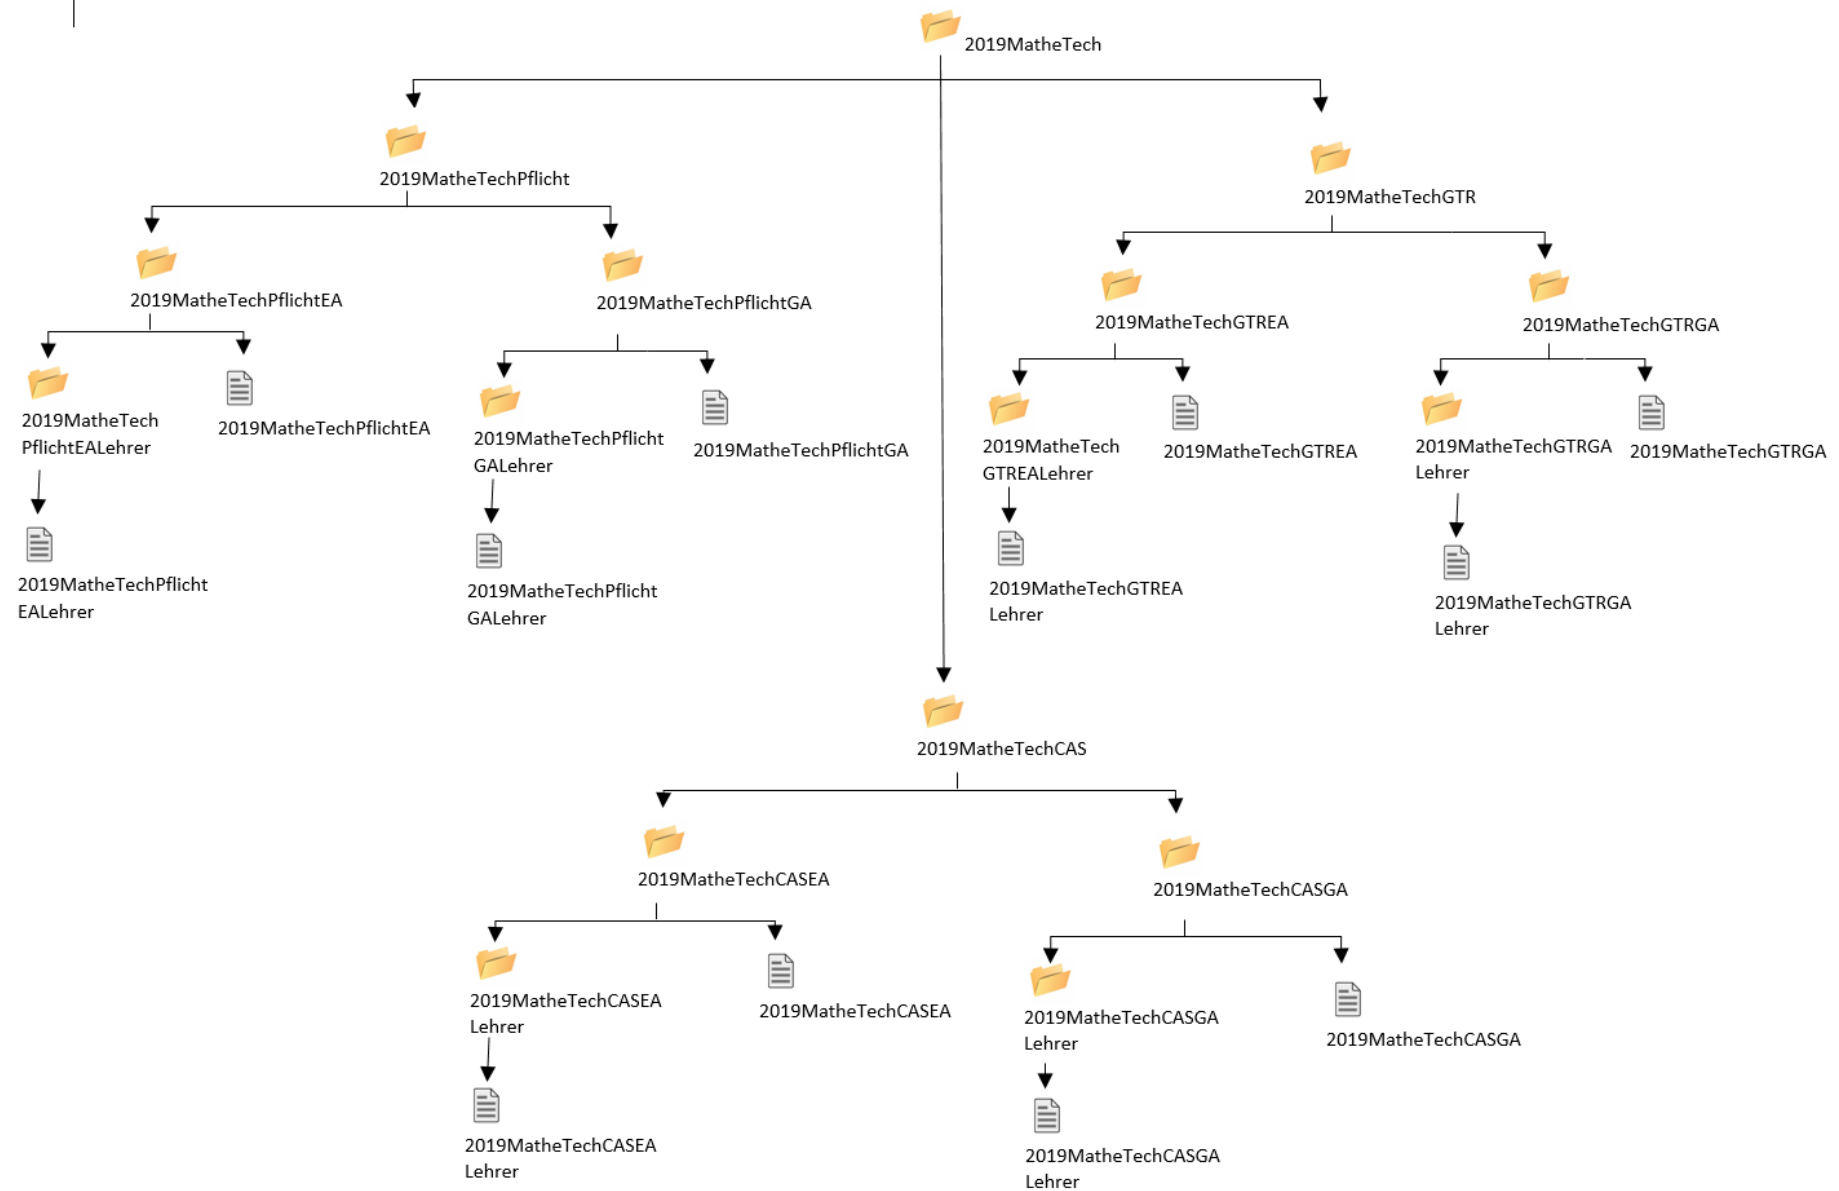 2019MatheTech
2019MatheTechPflicht
2019MatheTechGTR
2019MatheTechPflichtEA
2019MatheTechPflichtGA
2019MatheTechGTREA
2019MatheTechGTRGA
2019MatheTech
PflichtEALehrer
2019MatheTechPflichtEA
2019MatheTechPflicht
GALehrer
2019MatheTechPflichtGA
2019MatheTech
GTREALehrer
2019MatheTechGTREA
2019MatheTechGTRGA
Lehrer
2019MatheTechGTRGA
2019MatheTechPflicht
EALehrer
2019MatheTechPflicht
GALehrer
2019MatheTechGTREA
Lehrer
2019MatheTechGTRGA
Lehrer
2019MatheTechCAS
2019MatheTechCASEA
2019MatheTechCASGA
2019MatheTechCASEA
Lehrer
2019MatheTechCASEA
2019MatheTechCASGA
Lehrer
2019MatheTechCASGA
2019MatheTechCASEA
Lehrer
2019MatheTechCASGA
Lehrer